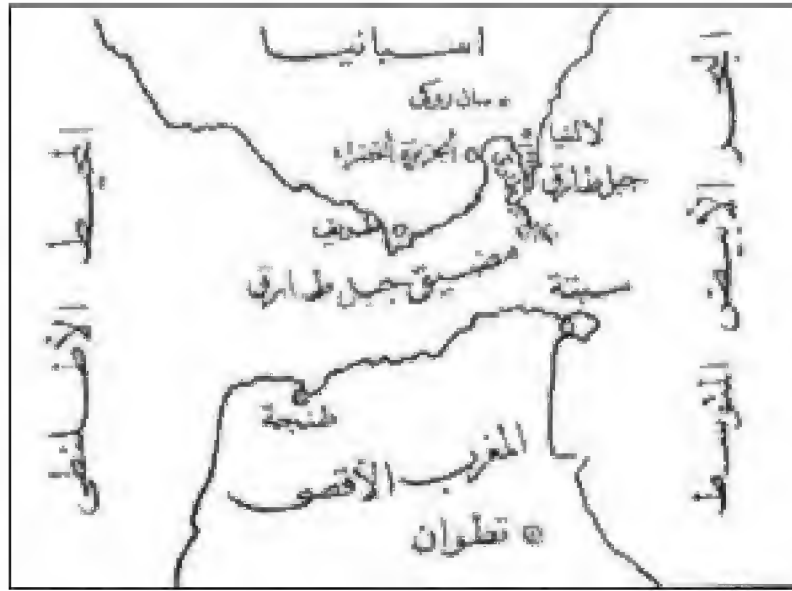 اسبانيا
سان روكي
لالنيا
الجزيرة الخضراء
جبل طارق
طريف
مضيق جبل طارق
سبتة
طنجة
المغرب الأقصى
تطوان
البحر الأبيض المتوسط
المحيط الأطلنطي